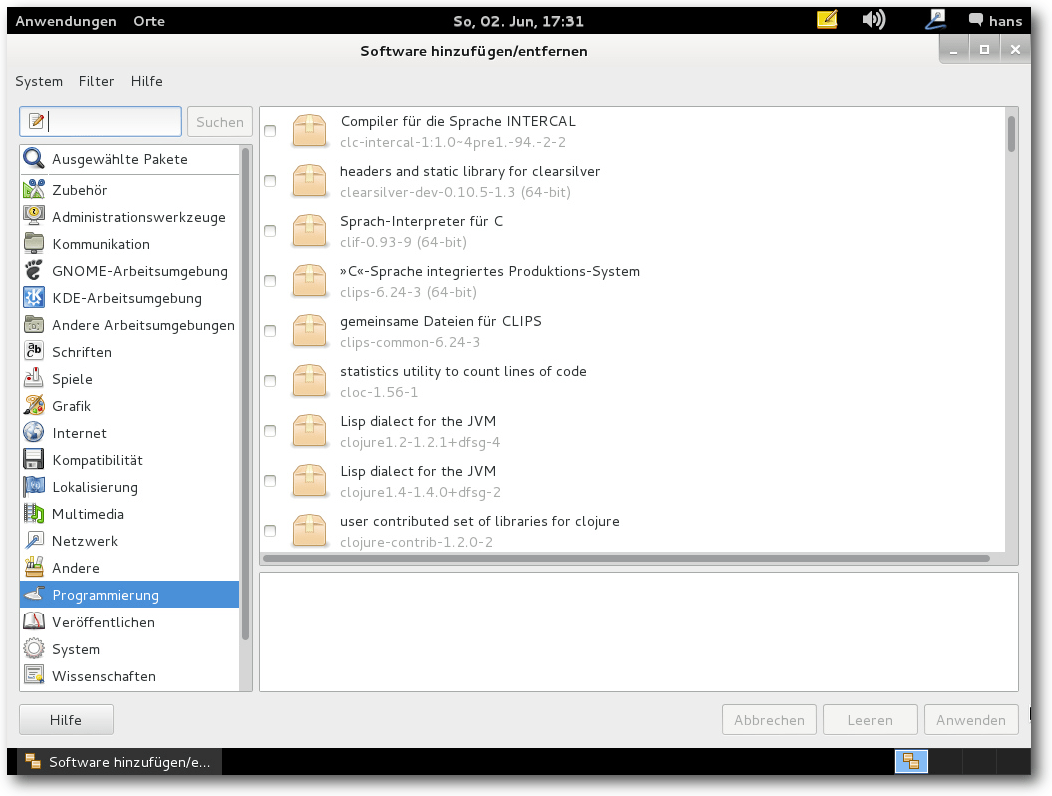 Anwendungen Orte So, 02. Jun, 17:31 hans
Software hinzufügen/entfernen
System Filter Hilfe
Suchen
Ausgewählte Pakete
Zubehör
Administrationswerkzeuge
Kommunikation
GNOME-Arbeitsumgebung
KDE-Arbeitsumgebung
Andere Arbeitsumgebungen
Schriften
Spiele
Grafik
Internet
Kompatibilität
Lokalisierung
Multimedia
Netzwerk
Andere
Programmierung
Veröffentlichen
System
Wissenschaften
Compiler für die Sprache INTERCAL
clc-intercal-1:1.0~4pre1.-94.-2-2
headers and static library for clearsilver
clearsilver-dev-0.10.5-1.3 (64-bit)
Sprach-Interpreter für C
clif-0.93-9 (64-bit)
»C«-Sprache integriertes Produktions-System
clips-6.24-3 (64-bit)
gemeinsame Dateien für CLIPS
clips-common-6.24-3
statistics utility to count lines of code
cloc-1.56-1
Lisp dialect for the JVM
clojure1.2-1.2.1+dfsg-4
Lisp dialect for the JVM
clojure1.4-1.4.0+dfsg-2
user contributed set of libraries for clojure
clojure-contrib-1.2.0-2
Hilfe Abbrechen Leeren Anwenden
Software hinzufügen/e...